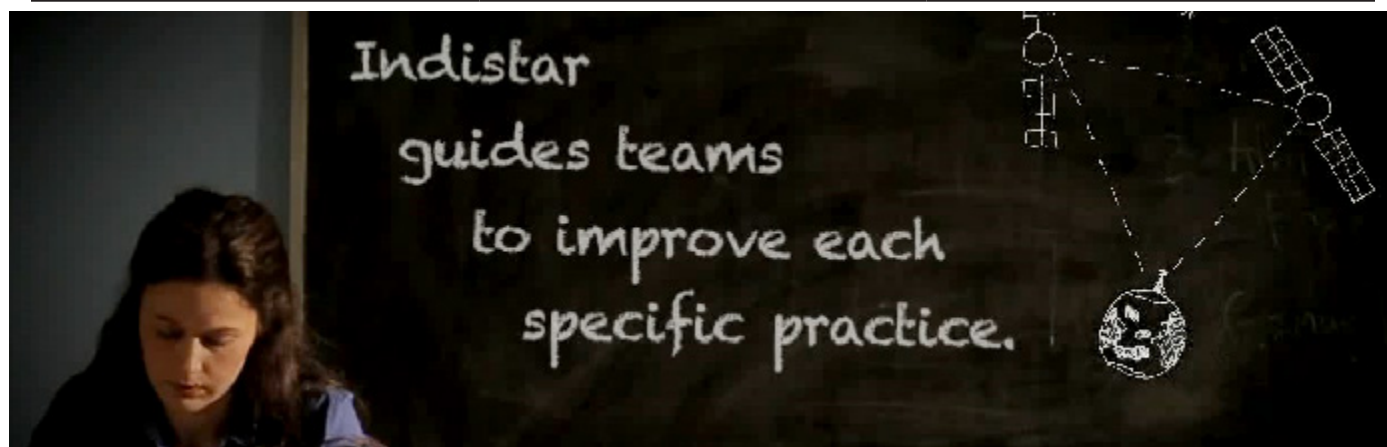 Indistar
guides teams
to improve each
specific practice.